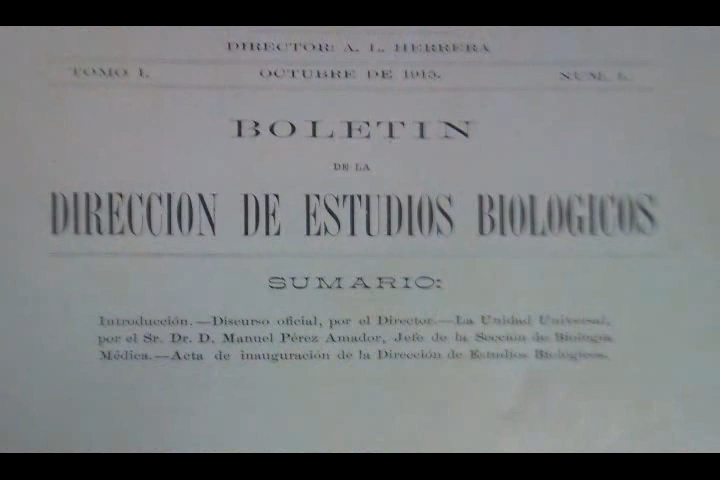 DIRECTOR: A. L. HERRERA
TOMO I. OCTUBRE DE 1915. NUM.
BOLETIN
DE LA
DIRECCION DE ESTUDIOS BIOLOGICOS
SUMARIO:
Introducción.—Discurso oficial, por el Director.—La Unidad Universal,
por el Sr. Dr. D. Manuel Pérez Amador, Jefe de la Sección de Biología
Médica.—Acta de inauguración de la Dirección de Estudios Biológicos.